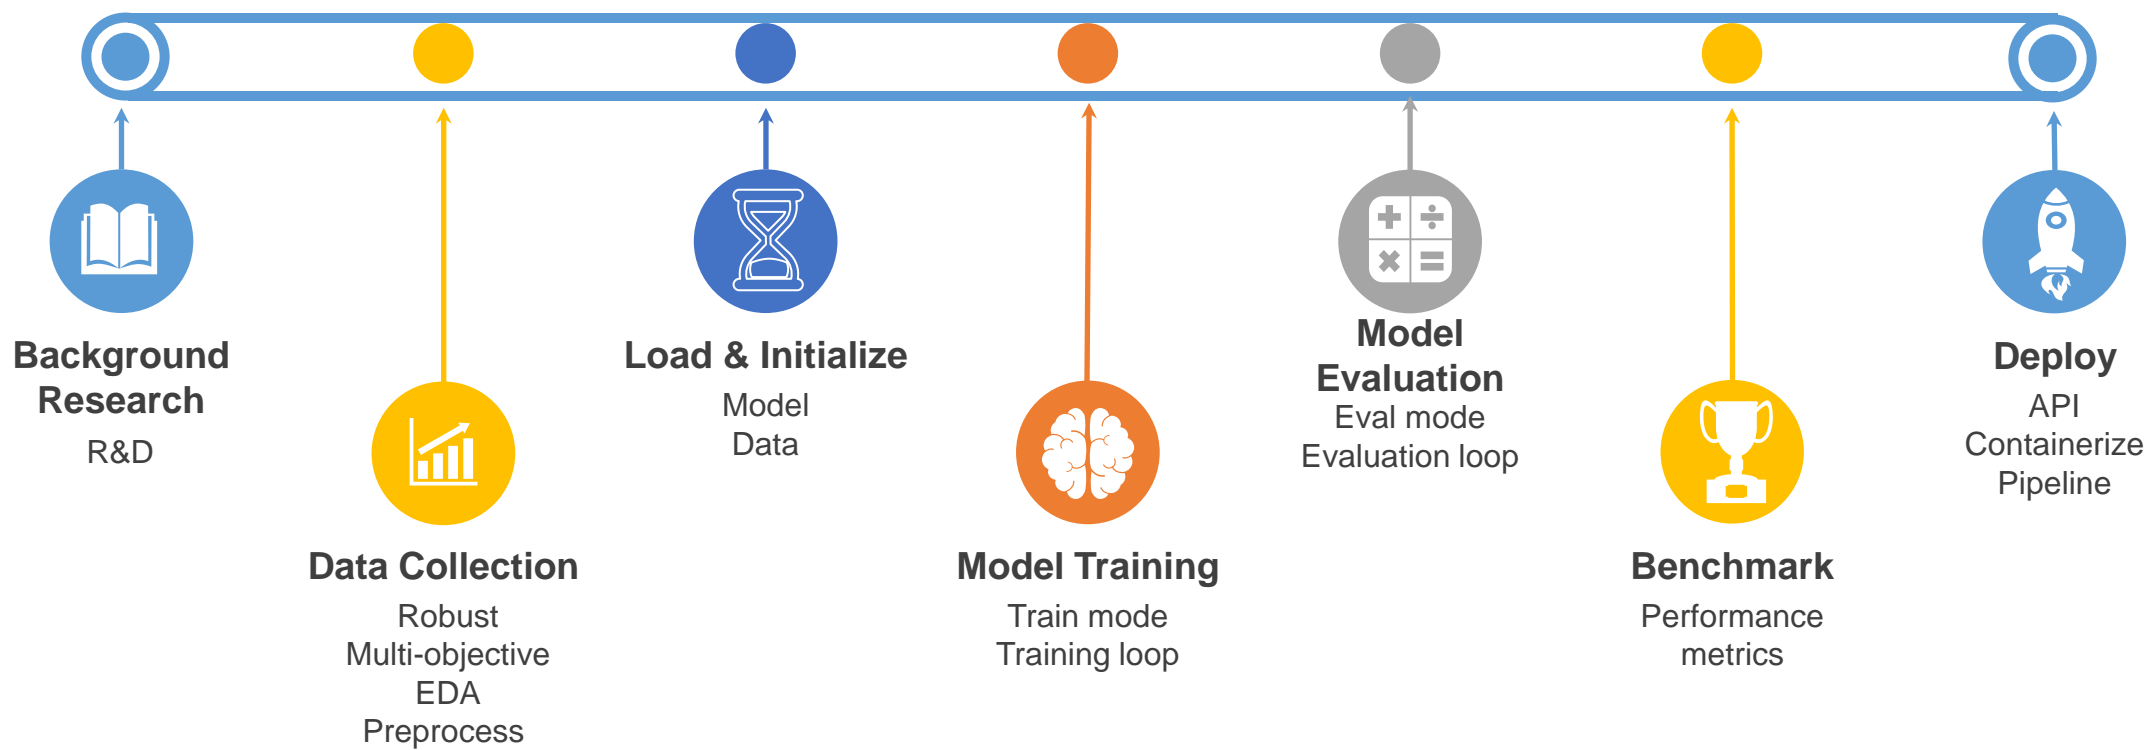 Background
Research
R&D
Data Collection
Robust
Multi-objective
EDA
Preprocess
Load & Initialize
Model
Data
Model Training
Train mode
Training loop
Model
Evaluation
Eval mode
Evaluation loop
Benchmark
Performance
metrics
Deploy
API
Containerize
Pipeline